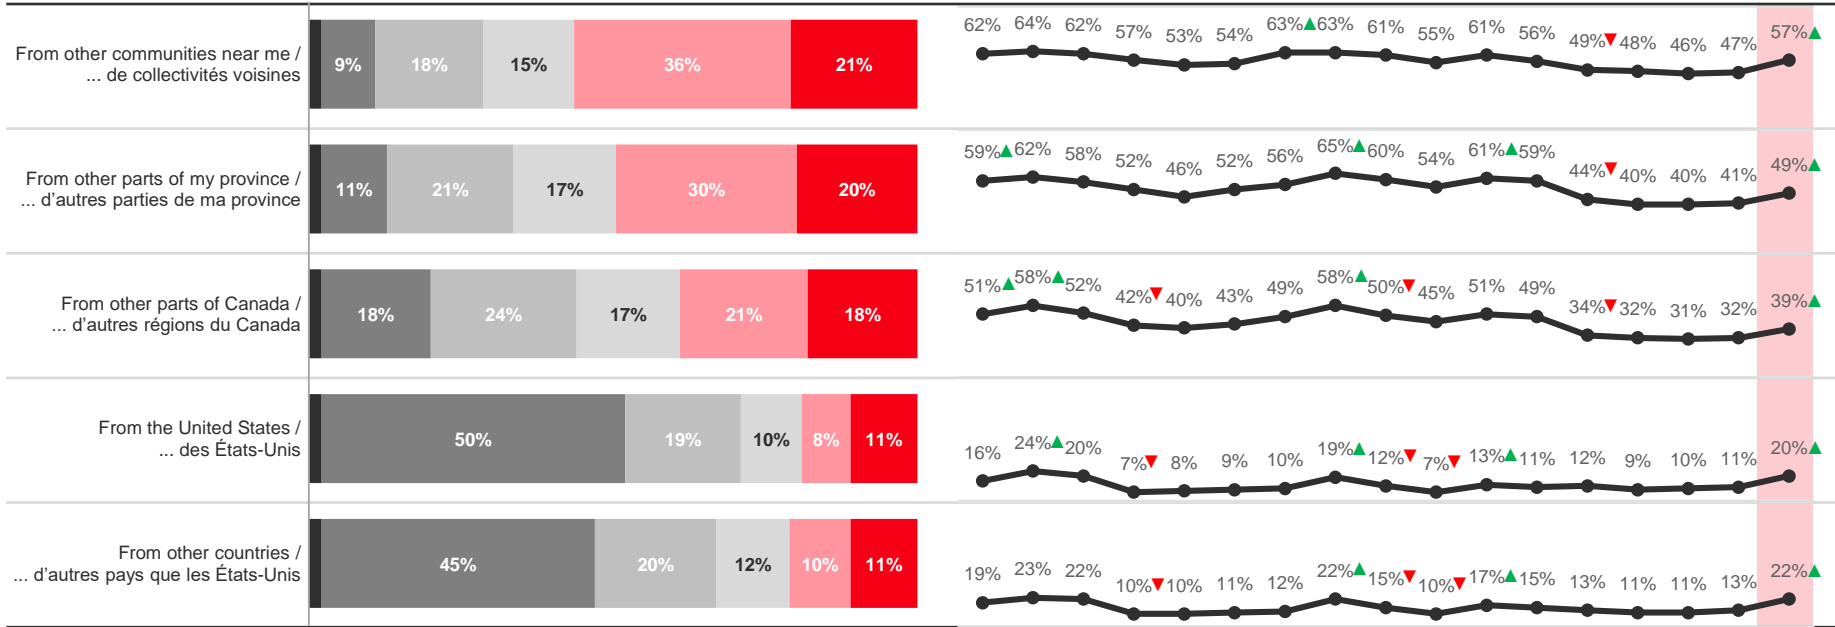 From other communities near me /
... de collectivités voisines
9% 18% 15% 36% 21%
62% 64% 62% 57% 53% 54% 63%▲ 63% 61% 55% 61% 56% 49%▼ 48% 46% 47% 57%▲
From other parts of my province /
... d'autres parties de ma province
11% 21% 17% 30% 20%
59%▲ 62% 58% 52% 46% 52% 56% 65%▲ 60% 54% 61%▲ 59% 44%▼ 40% 40% 41% 49%▲
From other parts of Canada /
... d'autres régions du Canada
18% 24% 17% 21% 18%
51%▲ 58%▲ 52% 42%▼ 40% 43% 49% 58%▲ 50%▼ 45% 51% 49% 34%▼ 32% 31% 32% 39%▲
From the United States /
... des États-Unis
50% 19% 10% 8% 11%
16% 24%▲ 20% 7%▼ 8% 9% 10% 19%▲ 12%▼ 7%▼ 13%▲ 11% 12% 9% 10% 11% 20%▲
From other countries /
... d'autres pays que les États-Unis
45% 20% 12% 10% 11%
19% 23% 22% 10%▼ 10% 11% 12% 22%▲ 15%▼ 10%▼ 17%▲ 15% 13% 11% 11% 13% 22%▲